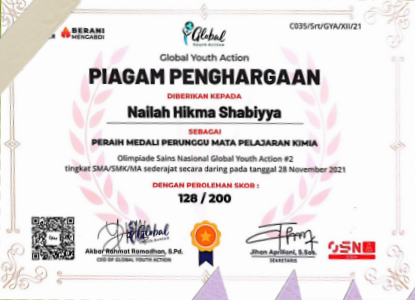 BERANI
MENGABDI
C035/Srt/GYA/XII/21
Global
Global Youth Action
PIAGAM PENGHARGAAN
DIBERIKAN KEPADA
Nailah Hikma Shabiyya
SEBAGAI
PERAIH MEDALI PERUNGGU MATA PELAJARAN KIMIA
Olimpiade Sains Nasional Global Youth Action #2
tingkat SMA/SMK/MA sederajat secara daring pada tanggal 28 November 2021
DENGAN PEROLEHAN SKOR :
128 / 200
Akbar Rahmat Ramadhan, S.Pd.
CEO OF GLOBAL YOUTH ACTION
Jihan Apriliani, S.Sos.
SEKRETARIS
OSN